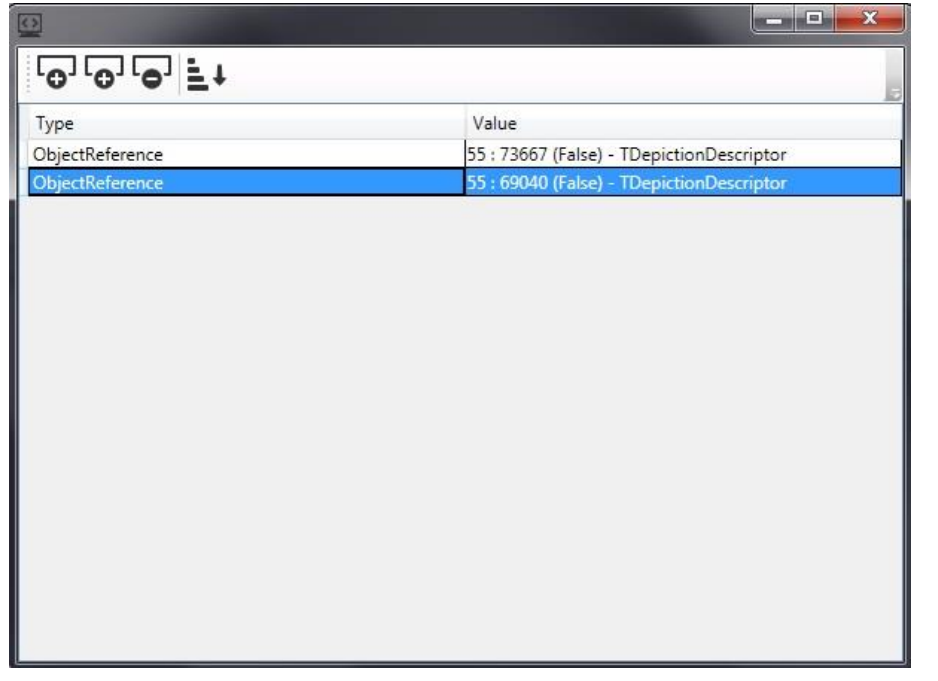 Type Value
ObjectReference 55 : 73667 (False) - TDepictionDescriptor
ObjectReference 55 : 69040 (False) - TDepictionDescriptor